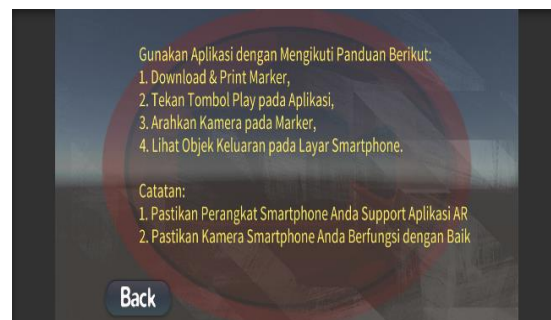 Gunakan Aplikasi dengan Mengikuti Panduan Berikut:
1. Download & Print Marker,
2. Tekan Tombol Play pada Aplikasi,
3. Arahkan Kamera pada Marker,
4. Lihat Objek Keluaran pada Layar Smartphone.
Catatan:
1. Pastikan Perangkat Smartphone Anda Support Aplikasi AR
2. Pastikan Kamera Smartphone Anda Berfungsi dengan Baik
Back